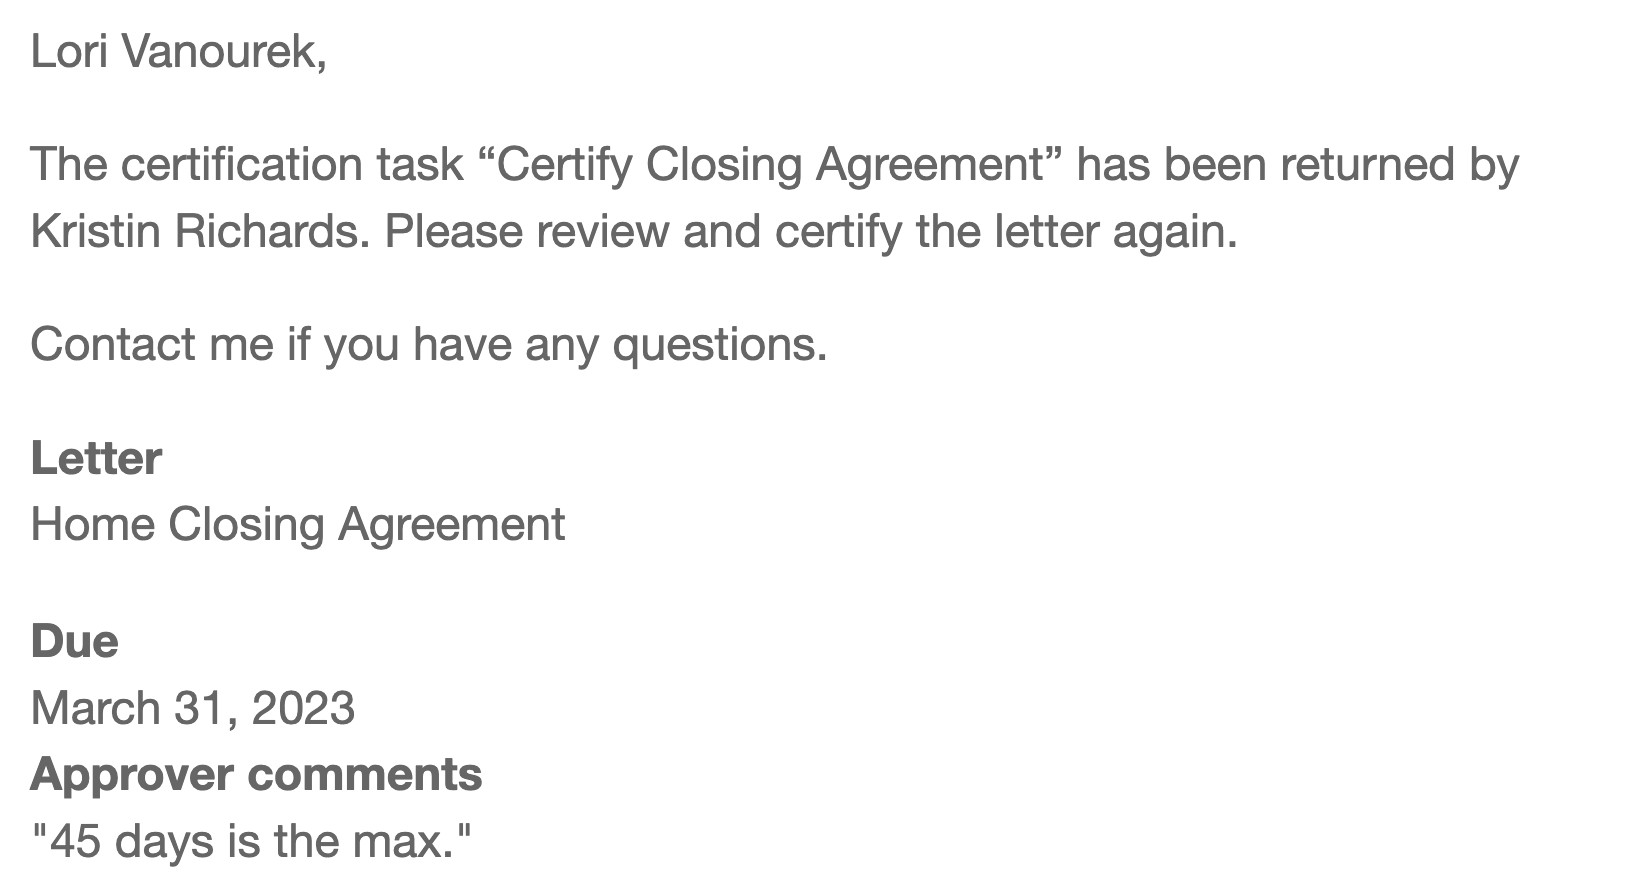 Lori Vanourek,
The certification task “Certify Closing Agreement” has been returned by
Kristin Richards. Please review and certify the letter again.
Contact me if you have any questions.
Letter
Home Closing Agreement
Due
March 31, 2023
Approver comments
"45 days is the max."